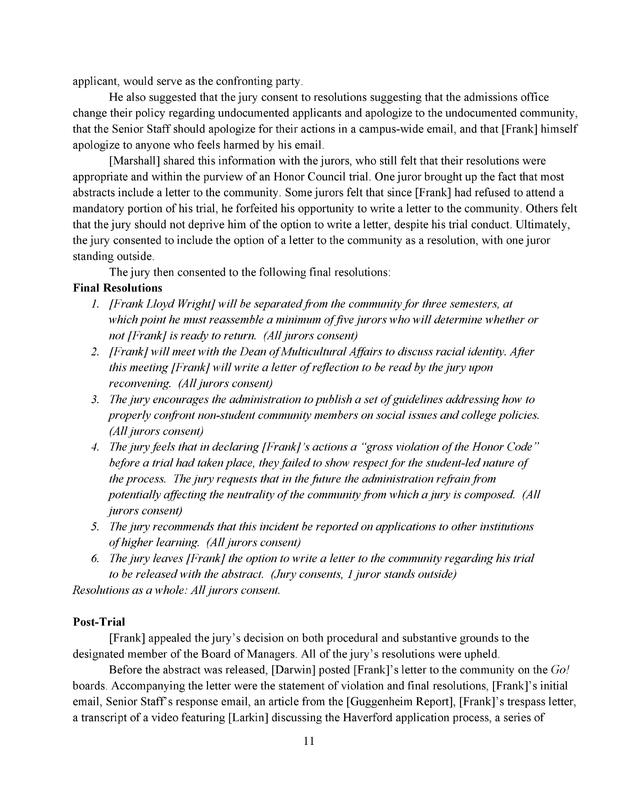 applicant, would serve as the confronting party.
He also suggested that the jury consent to resolutions suggesting that the admissions office
change their policy regarding undocumented applicants and apologize to the undocumented community,
that the Senior Staff should apologize for their actions in a campus-wide email, and that [Frank] himself
apologize to anyone who feels harmed by his email.
[Marshall] shared this information with the jurors, who still felt that their resolutions were
appropriate and within the purview of an Honor Council trial. One juror brought up the fact that most
abstracts include a letter to the community. Some jurors felt that since [Frank] had refused to attend a
mandatory portion of his trial, he forfeited his opportunity to write a letter to the community. Others felt
that the jury should not deprive him of the option to write a letter, despite his trial conduct. Ultimately,
the jury consented to include the option of a letter to the community as a resolution, with one juror
standing outside.
The jury then consented to the following final resolutions:
Final Resolutions
1. [Frank Lloyd Wright] will be separated from the community for three semesters, at
which point he must reassemble a minimum of five jurors who will determine whether or
not [Frank] is ready to return. (All jurors consent)
2. [Frank] will meet with the Dean of Multicultural Affairs to discuss racial identity. After
this meeting [Frank] will write a letter of reflection to be read by the jury upon
reconvening. (All jurors consent)
3. The jury encourages the administration to publish a set of guidelines addressing how to
properly confront non-student community members on social issues and college policies.
(All jurors consent)
4. The jury feels that in declaring [Frank]'s actions a “gross violation of the Honor Code”
before a trial had taken place, they failed to show respect for the student-led nature of
the process. The jury requests that in the future the administration refrain from
potentially affecting the neutrality of the community from which a jury is composed. (All
jurors consent)
5. The jury recommends that this incident be reported on applications to other institutions
of higher learning. (All jurors consent)
6. The jury leaves [Frank] the option to write a letter to the community regarding his trial
to be released with the abstract. (Jury consents, 1 juror stands outside)
Resolutions as a whole: All jurors consent.
Post-Trial
[Frank] appealed the jury's decision on both procedural and substantive grounds to the
designated member of the Board of Managers. All of the jury's resolutions were upheld.
Before the abstract was released, [Darwin] posted [Frank]'s letter to the community on the Go!
boards. Accompanying the letter were the statement of violation and final resolutions, [Frank]'s initial
email, Senior Staff's response email, an article from the [Guggenheim Report], [Frank]'s trespass letter,
a transcript of a video featuring [Larkin] discussing the Haverford application process, a series of
11